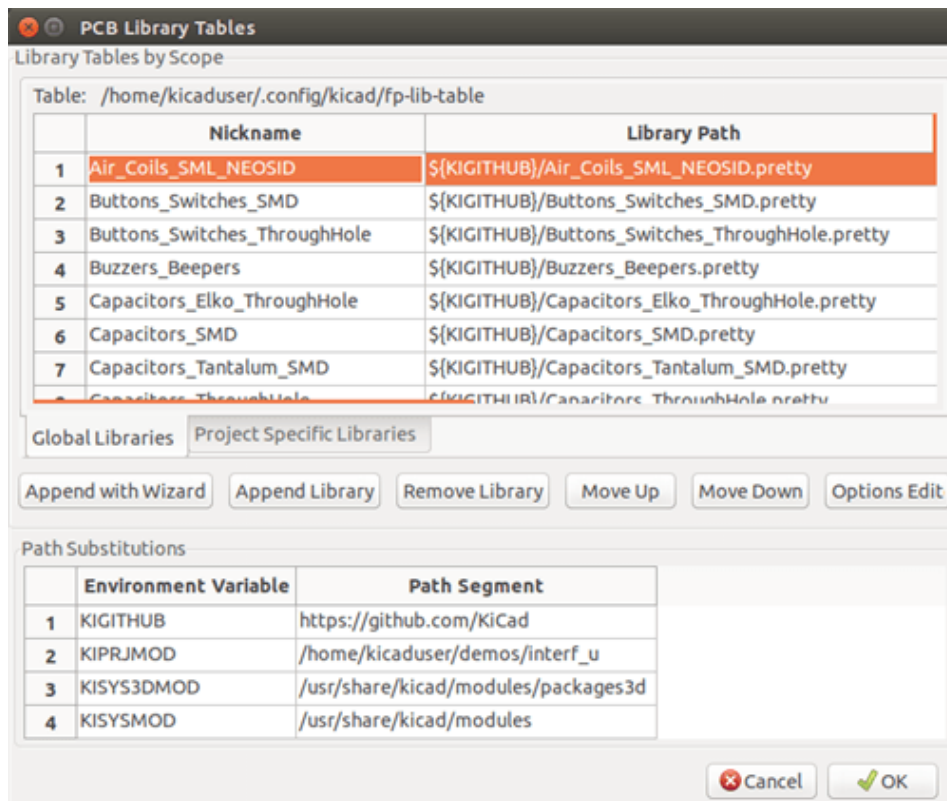 PCB Library Tables
Library Tables by Scope
Table: /home/kicaduser/.config/kicad/fp-lib-table
Nickname Library Path
1 Air_Coils_SML_NEOSID ${KIGITHUB}/Air_Coils_SML_NEOSID.pretty
2 Buttons_Switches_SMD ${KIGITHUB}/Buttons_Switches_SMD.pretty
3 Buttons_Switches_ThroughHole ${KIGITHUB}/Buttons_Switches_ThroughHole.pretty
4 Buzzers_Beepers ${KIGITHUB}/Buzzers_Beepers.pretty
5 Capacitors_Elko_ThroughHole ${KIGITHUB}/Capacitors_Elko_ThroughHole.pretty
6 Capacitors_SMD ${KIGITHUB}/Capacitors_SMD.pretty
7 Capacitors_Tantalum_SMD ${KIGITHUB}/Capacitors_Tantalum_SMD.pretty
8 Capacitors_ThroughHole ${KIGITHUB}/Capacitors_ThroughHole.pretty
Global Libraries Project Specific Libraries
Append with Wizard Append Library Remove Library Move Up Move Down Options Edit
Path Substitutions
Environment Variable Path Segment
1 KIGITHUB https://github.com/KiCad
2 KIPRJMOD /home/kicaduser/demos/interf_u
3 KISYS3DMOD /usr/share/kicad/modules/packages3d
4 KISYSMOD /usr/share/kicad/modules
Cancel OK